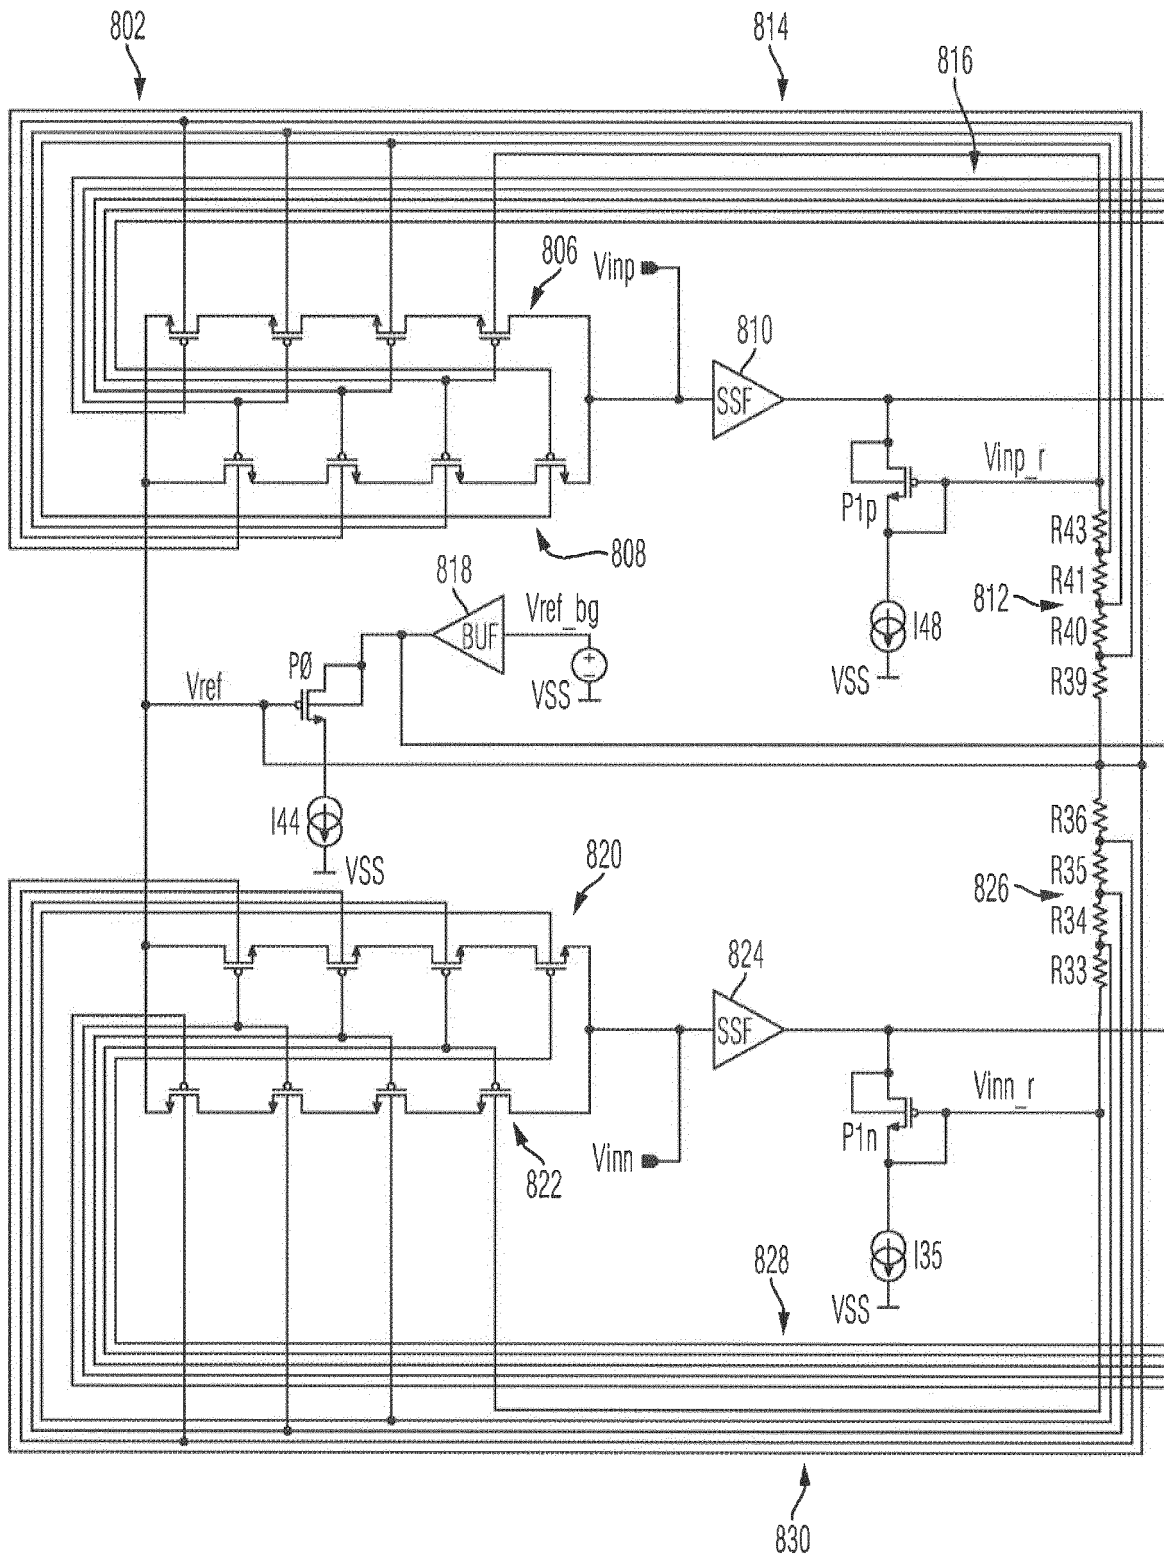 802
814
816
806
Vinp
810
SSF
Vinp_r
P1p
R43
808
818
Vref_bg
R41
812
BUF
I48
R40
PØ
Vref
VSS
VSS
R39
I44
R36
VSS
820
R35
826
R34
824
R33
SSF
Vinn_r
P1n
Vinn
822
I35
828
VSS
830